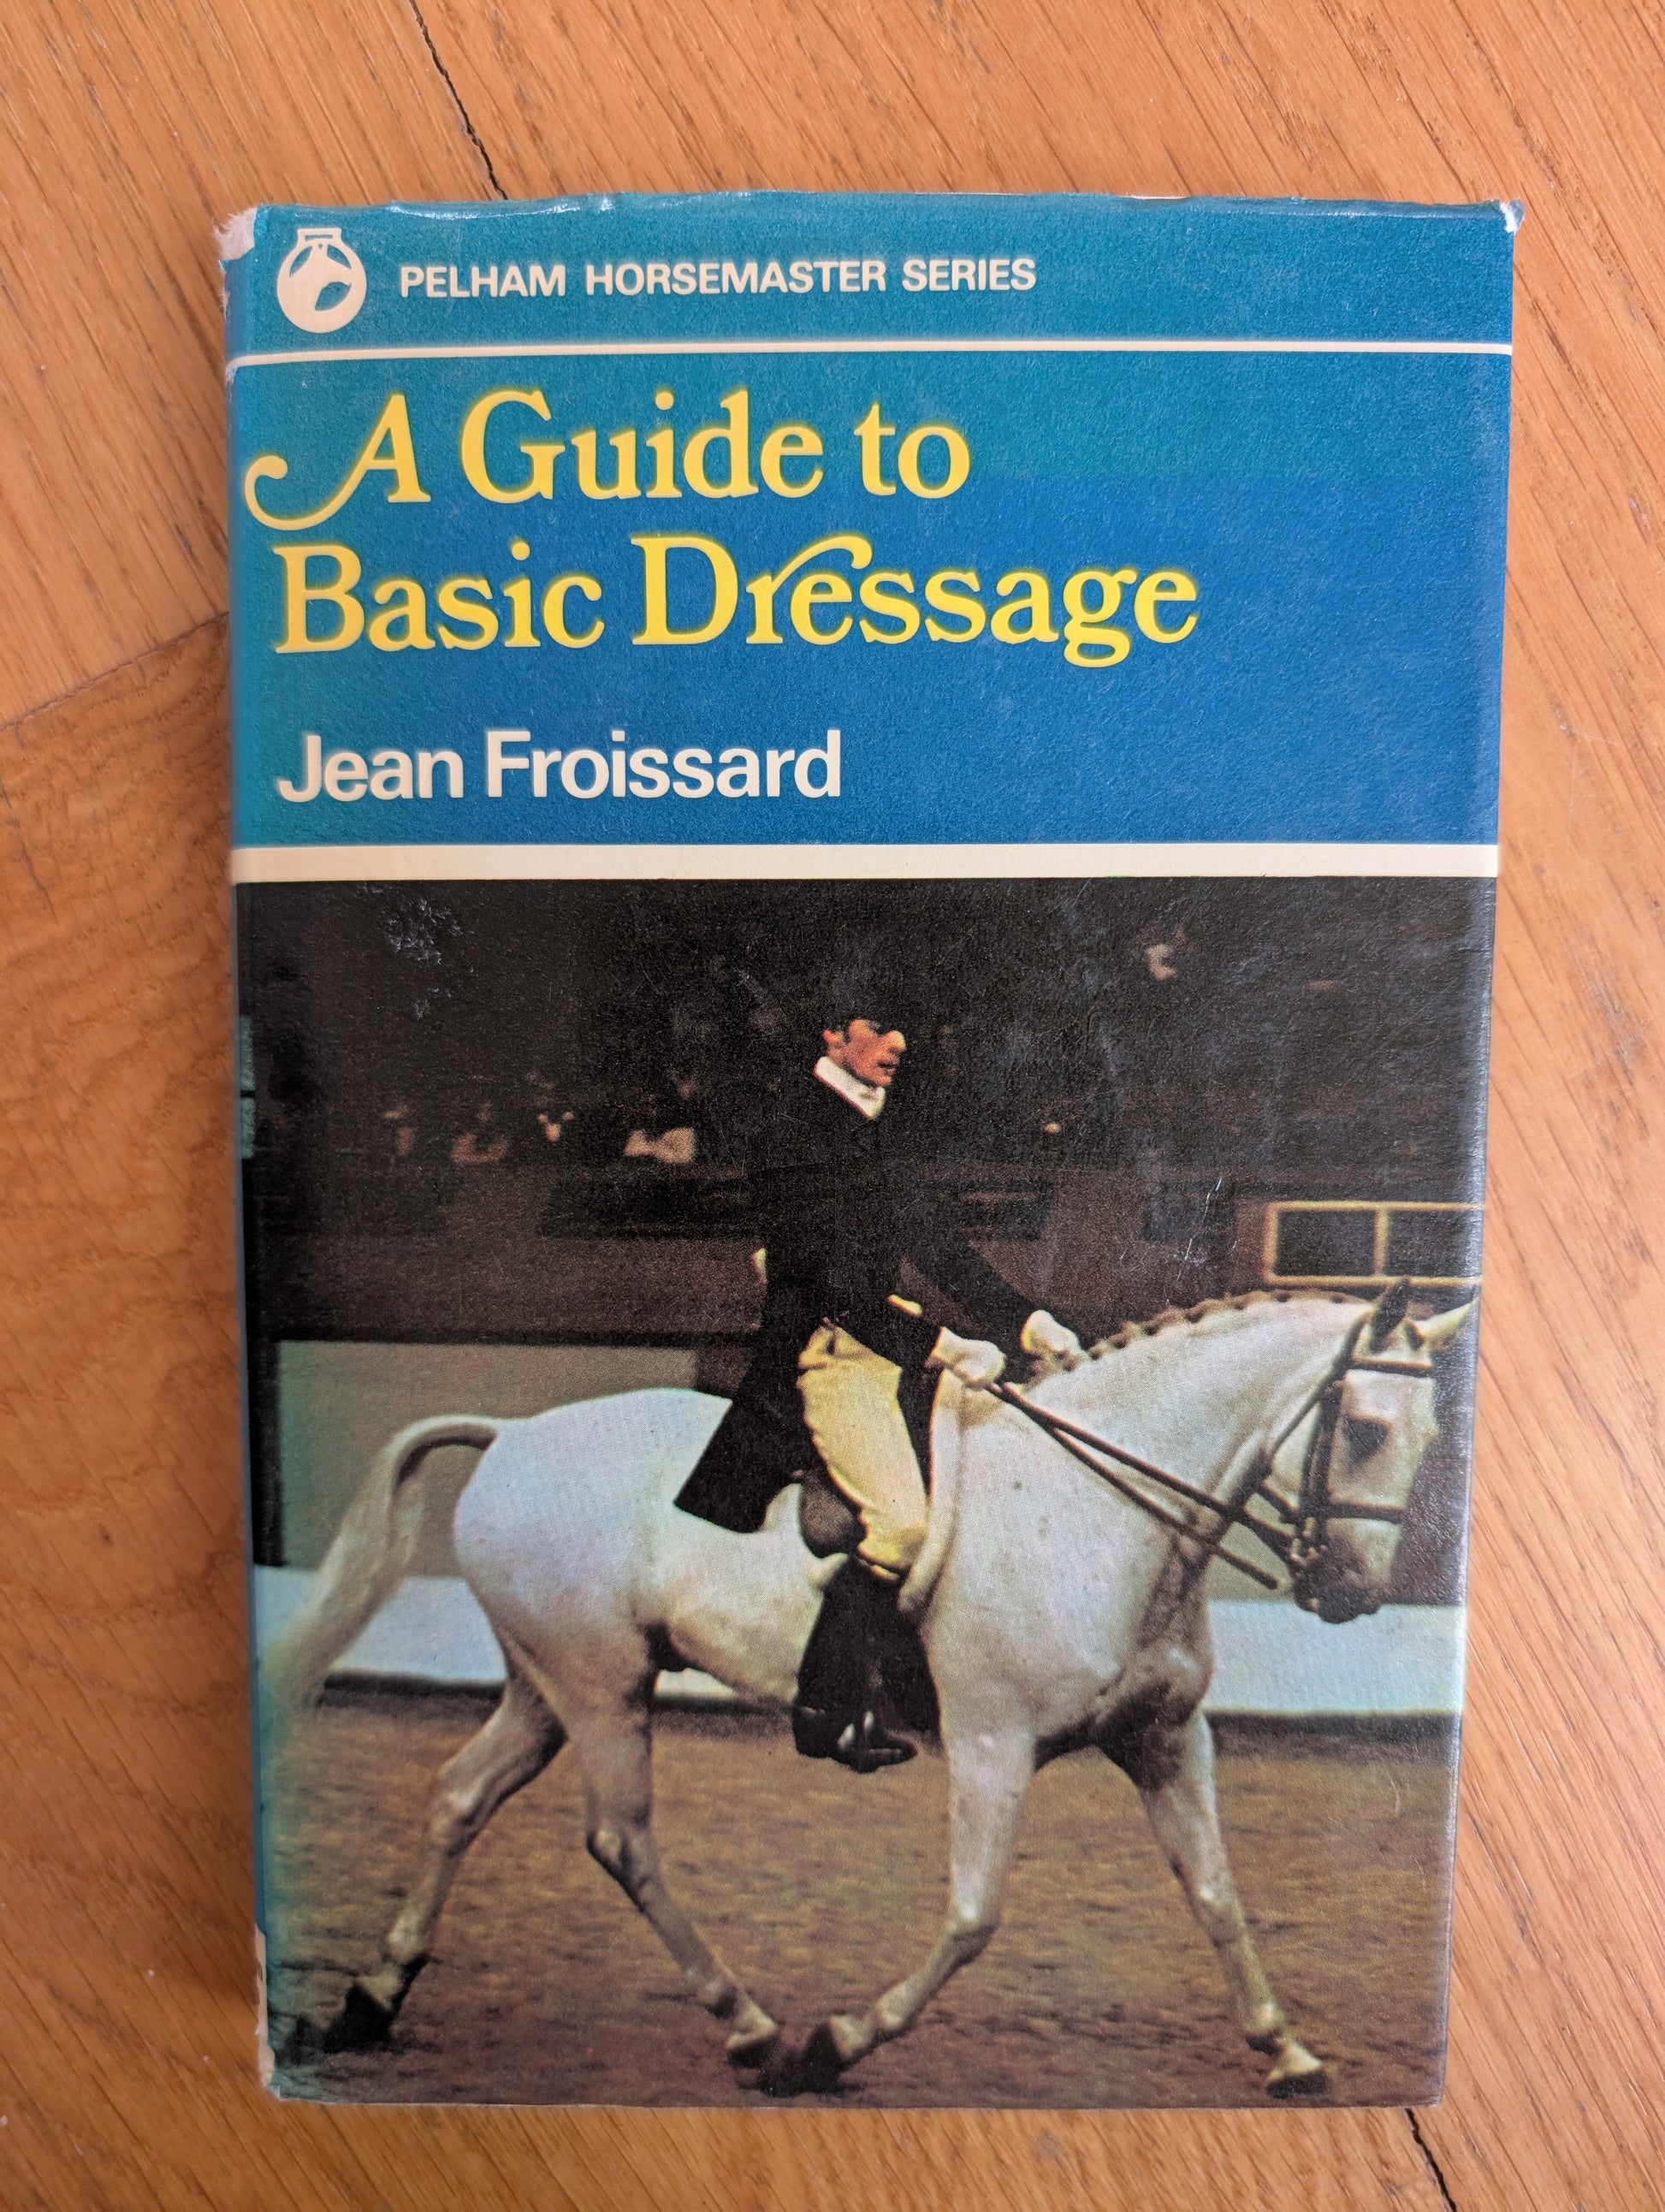 PELHAM HORSEMASTER SERIES
A Guide to
Basic Dressage
Jean Froissard